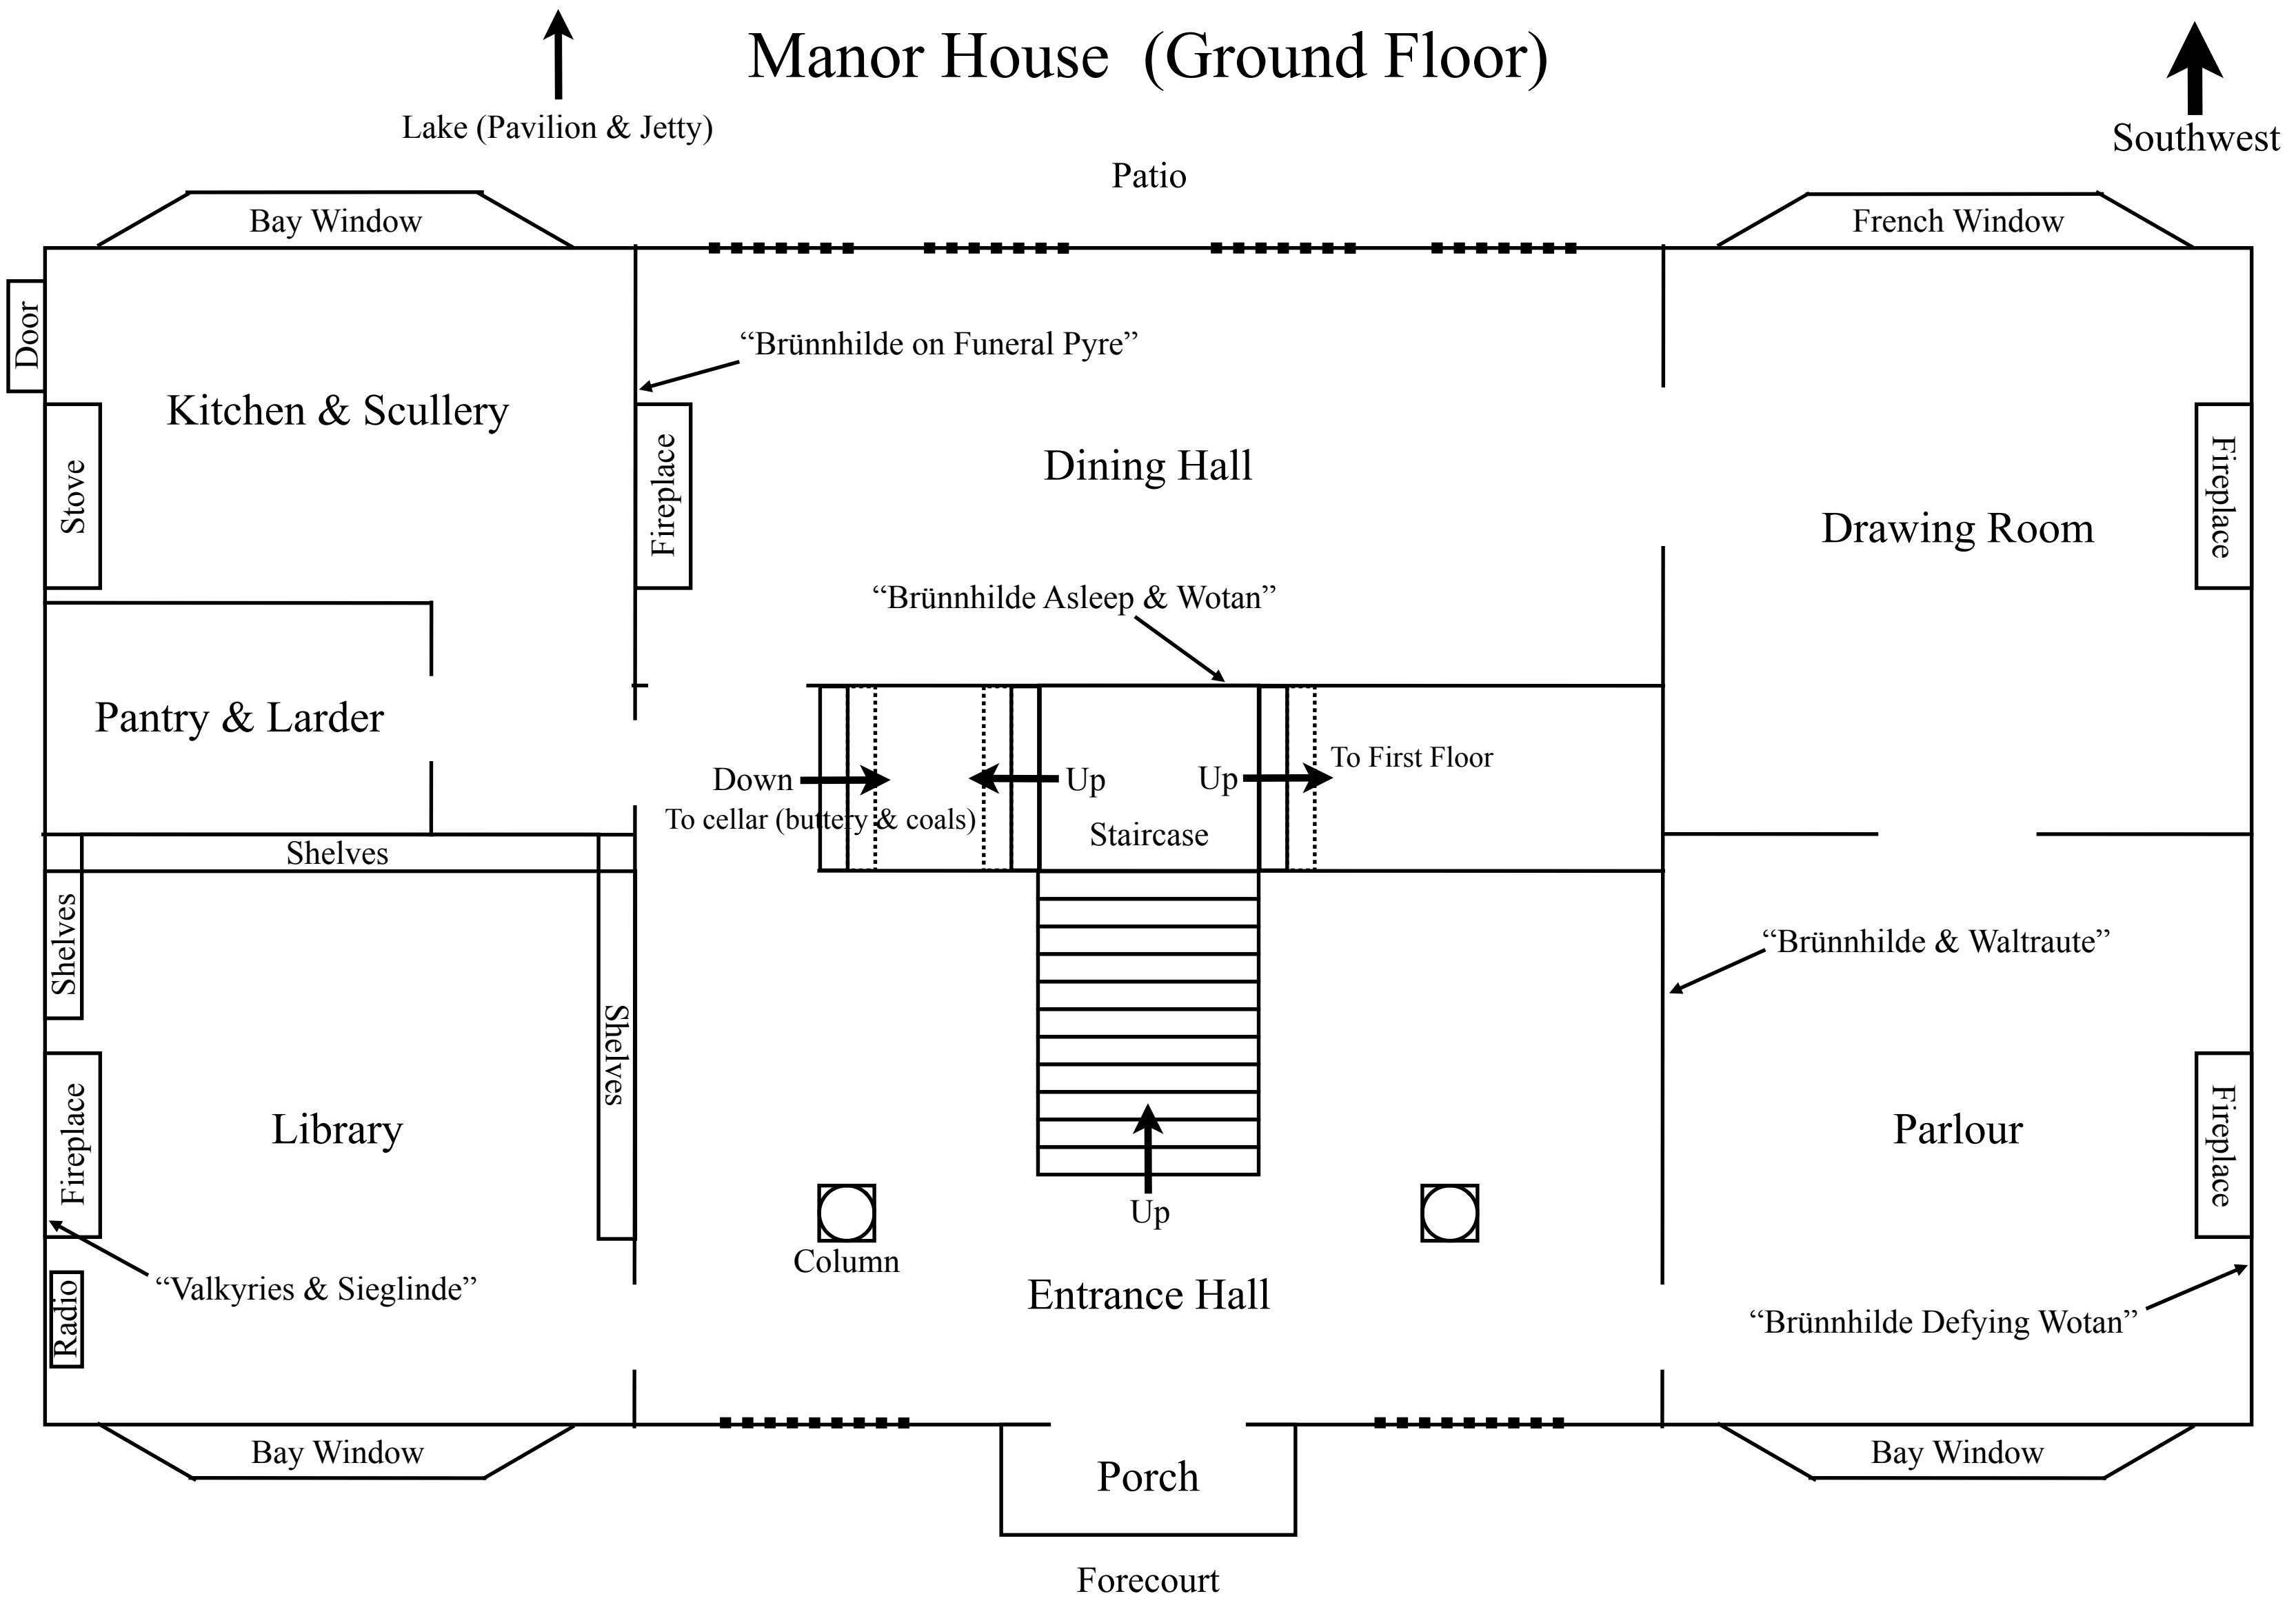 Manor House (Ground Floor)
Lake (Pavilion & Jetty)
Southwest
Patio
Bay Window
French Window
Door
“Brünnhilde on Funeral Pyre”
Kitchen & Scullery
Stove
Fireplace
Dining Hall
Drawing Room
Fireplace
“Brünnhilde Asleep & Wotan”
Pantry & Larder
Down
Up
Up
To First Floor
To cellar (buttery & coals)
Staircase
Shelves
Shelves
Shelves
“Brünnhilde & Waltraute”
Fireplace
Library
Parlour
Fireplace
Up
Column
Entrance Hall
“Valkyries & Sieglinde”
Radio
“Brünnhilde Defying Wotan”
Bay Window
Porch
Bay Window
Forecourt